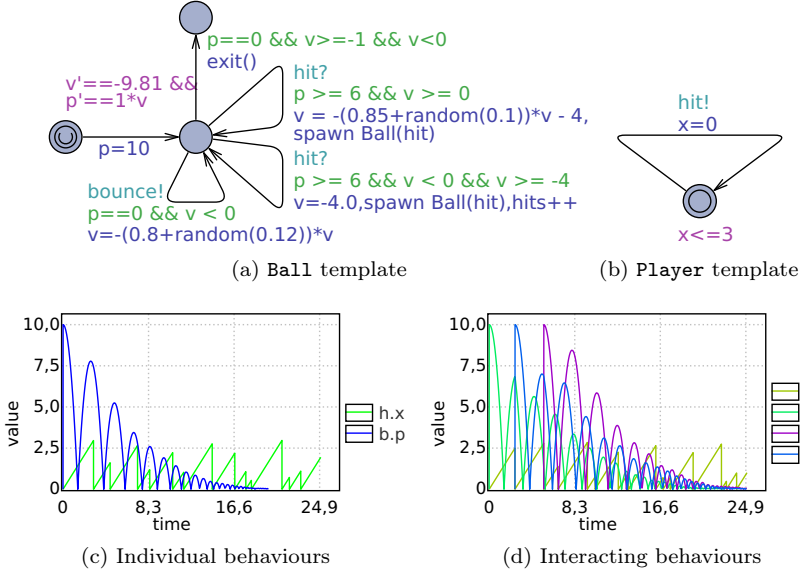 p==0 && v>=-1 && v<0
exit()
v'==-9.81 &&
p'==1*v
p=10
hit?
p >= 6 && v >= 0
v = -(0.85+random(0.1))*v - 4,
spawn Ball(hit)
hit?
p >= 6 && v < 0 && v >= -4
v=-4.0,spawn Ball(hit),hits++
bounce!
p==0 && v < 0
v=-(0.8+random(0.12))*v
hit!
x=0
x<=3
(a) Ball template
(b) Player template
10,0
7,5
5,0
2,5
0
value
0
8,3
16,6
24,9
time
h.x
b.p
10,0
7,5
5,0
2,5
0
value
0
8,3
16,6
24,9
time
(c) Individual behaviours
(d) Interacting behaviours